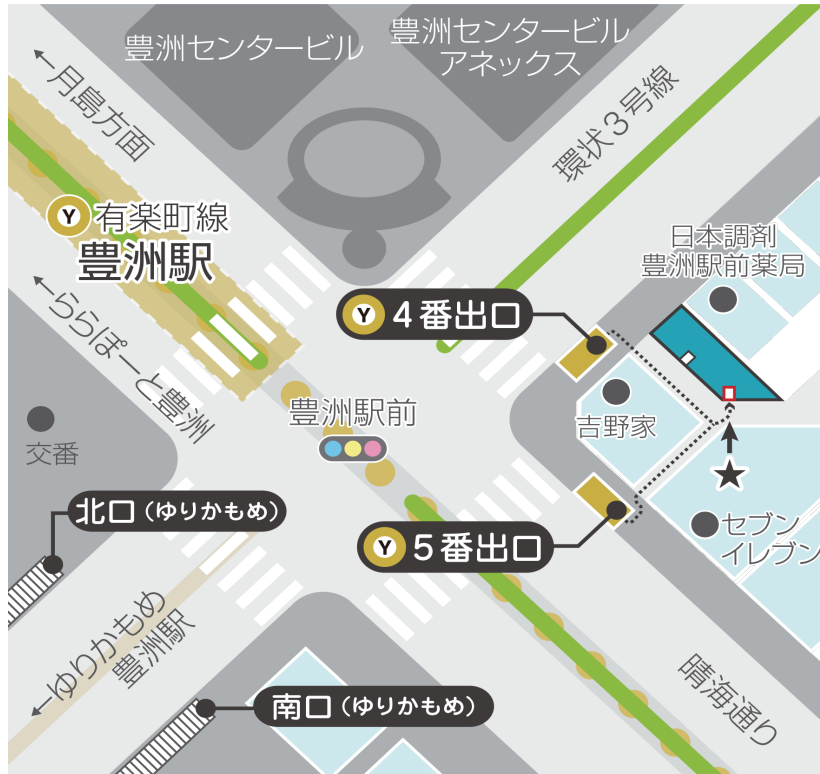 豊洲センタービル
豊洲センタービル
アネックス
←月島方面
環状3号線
Y 有楽町線
豊洲駅
日本調剤
豊洲駅前薬局
Y 4番出口
←ららぽーと豊洲
豊洲駅前
吉野家
交番
北口（ゆりかもめ）
Y 5番出口
★
セブン
イレブン
←ゆりかもめ
豊洲駅
南口（ゆりかもめ）
晴海通り